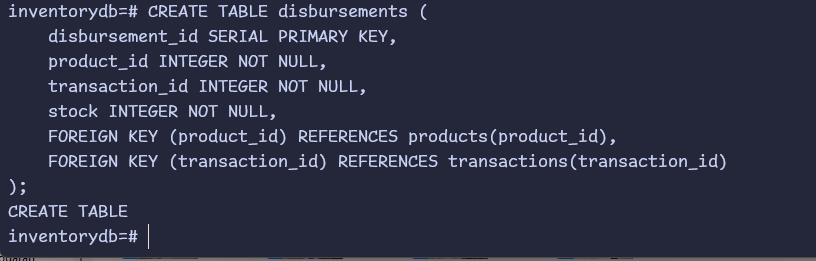 inventorydb=# CREATE TABLE disbursements (
    disbursement_id SERIAL PRIMARY KEY,
    product_id INTEGER NOT NULL,
    transaction_id INTEGER NOT NULL,
    stock INTEGER NOT NULL,
    FOREIGN KEY (product_id) REFERENCES products(product_id),
    FOREIGN KEY (transaction_id) REFERENCES transactions(transaction_id)
);
CREATE TABLE
inventorydb=#